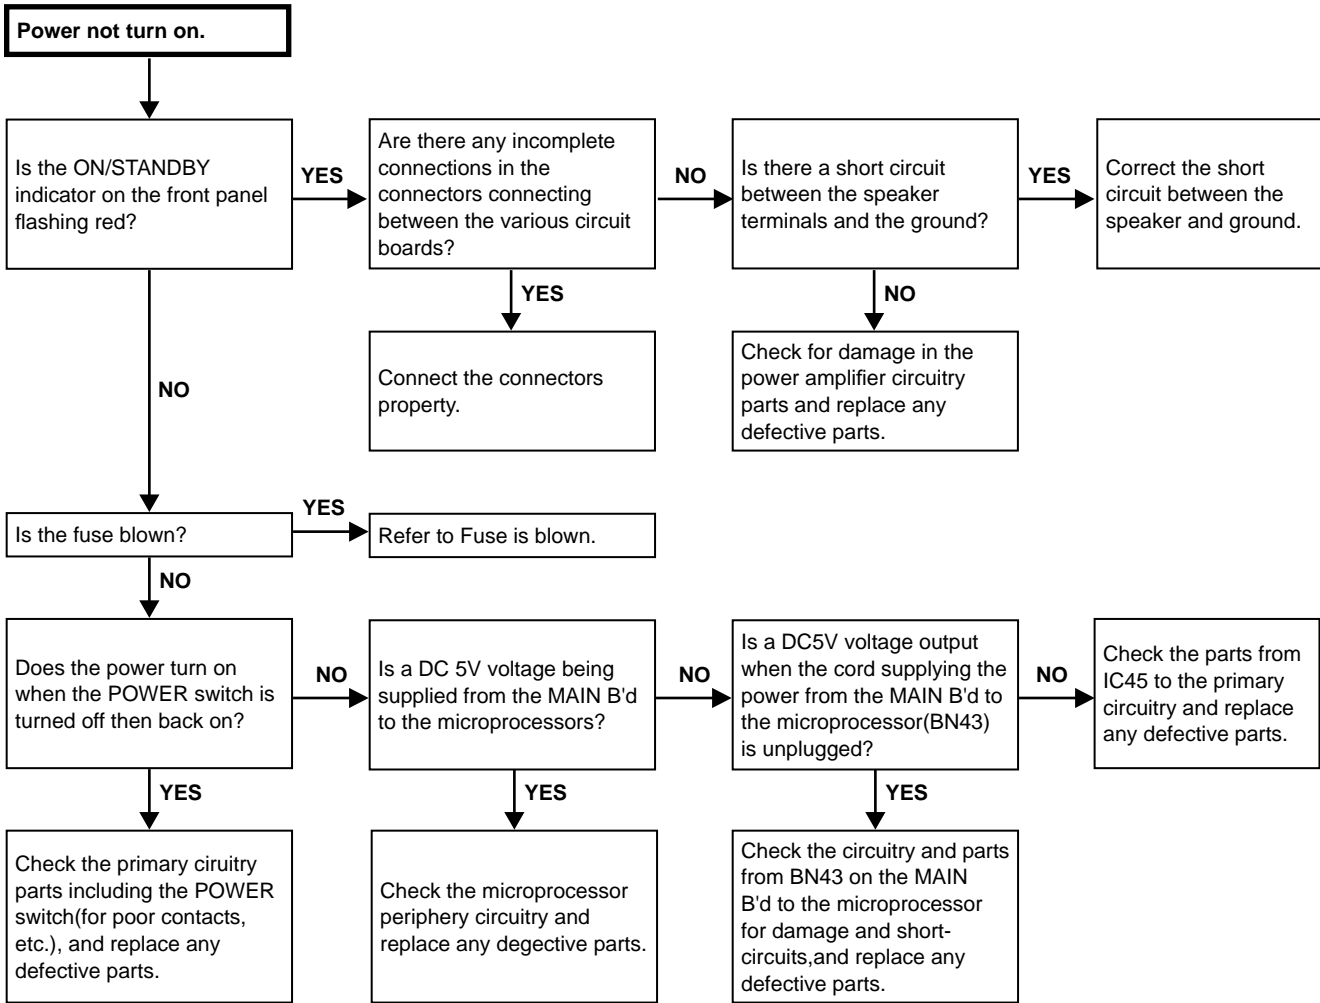 Power not turn on.
Is the ON/STANDBY
indicator on the front panel
flashing red?
YES
Are there any incomplete
connections in the
connectors connecting
between the various circuit
boards?
NO
Is there a short circuit
between the speaker
terminals and the ground?
YES
Correct the short
circuit between the
speaker and ground.
YES
NO
Connect the connectors
property.
Check for damage in the
power amplifier circuitry
parts and replace any
defective parts.
NO
Is the fuse blown?
YES
Refer to Fuse is blown.
NO
Does the power turn on
when the POWER switch is
turned off then back on?
NO
Is a DC 5V voltage being
supplied from the MAIN B'd
to the microprocessors?
NO
Is a DC5V voltage output
when the cord supplying the
power from the MAIN B'd to
the microprocessor(BN43)
is unplugged?
NO
Check the parts from
IC45 to the primary
circuitry and replace
any defective parts.
YES
YES
YES
Check the primary ciruitry
parts including the POWER
switch(for poor contacts,
etc.), and replace any
defective parts.
Check the microprocessor
periphery circuitry and
replace any degective parts.
Check the circuitry and parts
from BN43 on the MAIN
B'd to the microprocessor
for damage and short-
circuits,and replace any
defective parts.